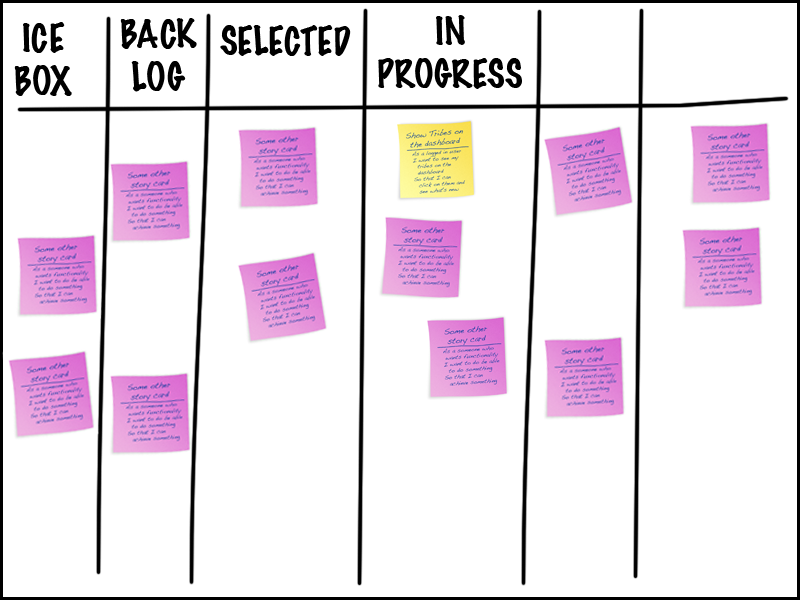 ICE
BOX
BACK
LOG
SELECTED
IN
PROGRESS
Some other
story card
As a someone who
wants functionality
I want to do be able
to do something
So that I can
achieve something
Some other
story card
As a someone who
wants functionality
I want to do be able
to do something
So that I can
achieve something
Some other
story card
As a someone who
wants functionality
I want to do be able
to do something
So that I can
achieve something
Some other
story card
As a someone who
wants functionality
I want to do be able
to do something
So that I can
achieve something
Some other
story card
As a someone who
wants functionality
I want to do be able
to do something
So that I can
achieve something
Some other
story card
As a someone who
wants functionality
I want to do be able
to do something
So that I can
achieve something
Show Tribes on
the dashboard
As a logged in user
I want to see my
tribes on the
dashboard
So that I can
click on them and
see what's new
Some other
story card
As a someone who
wants functionality
I want to do be able
to do something
So that I can
achieve something
Some other
story card
As a someone who
wants functionality
I want to do be able
to do something
So that I can
achieve something
Some other
story card
As a someone who
wants functionality
I want to do be able
to do something
So that I can
achieve something
Some other
story card
As a someone who
wants functionality
I want to do be able
to do something
So that I can
achieve something
Some other
story card
As a someone who
wants functionality
I want to do be able
to do something
So that I can
achieve something
Some other
story card
As a someone who
wants functionality
I want to do be able
to do something
So that I can
achieve something